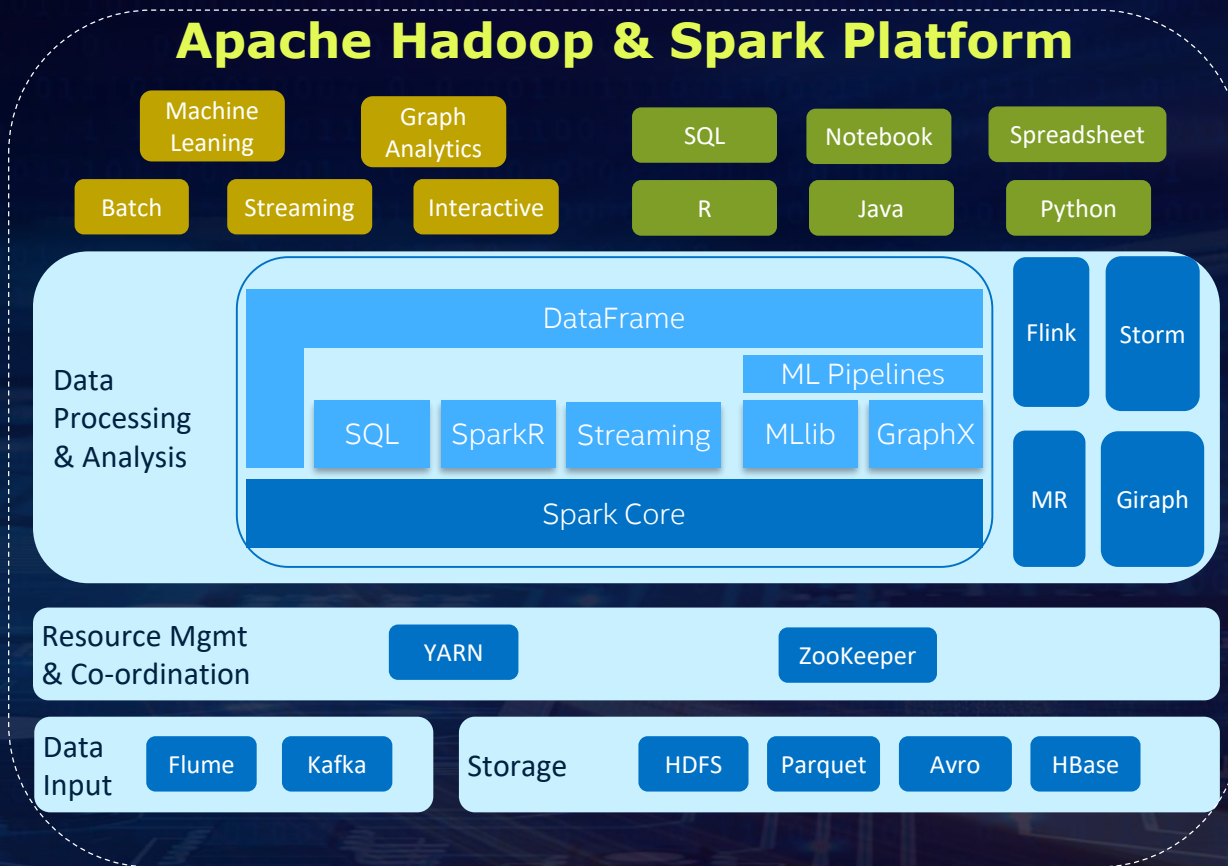 Apache Hadoop & Spark Platform
Machine
Leaning
Graph
Analytics
SQL
Notebook
Spreadsheet
Batch
Streaming
Interactive
R
Java
Python
Data
Processing
& Analysis
DataFrame
ML Pipelines
SQL
SparkR
Streaming
MLlib
GraphX
Spark Core
Flink
Storm
MR
Giraph
Resource Mgmt
& Co-ordination
YARN
ZooKeeper
Data
Input
Flume
Kafka
Storage
HDFS
Parquet
Avro
HBase